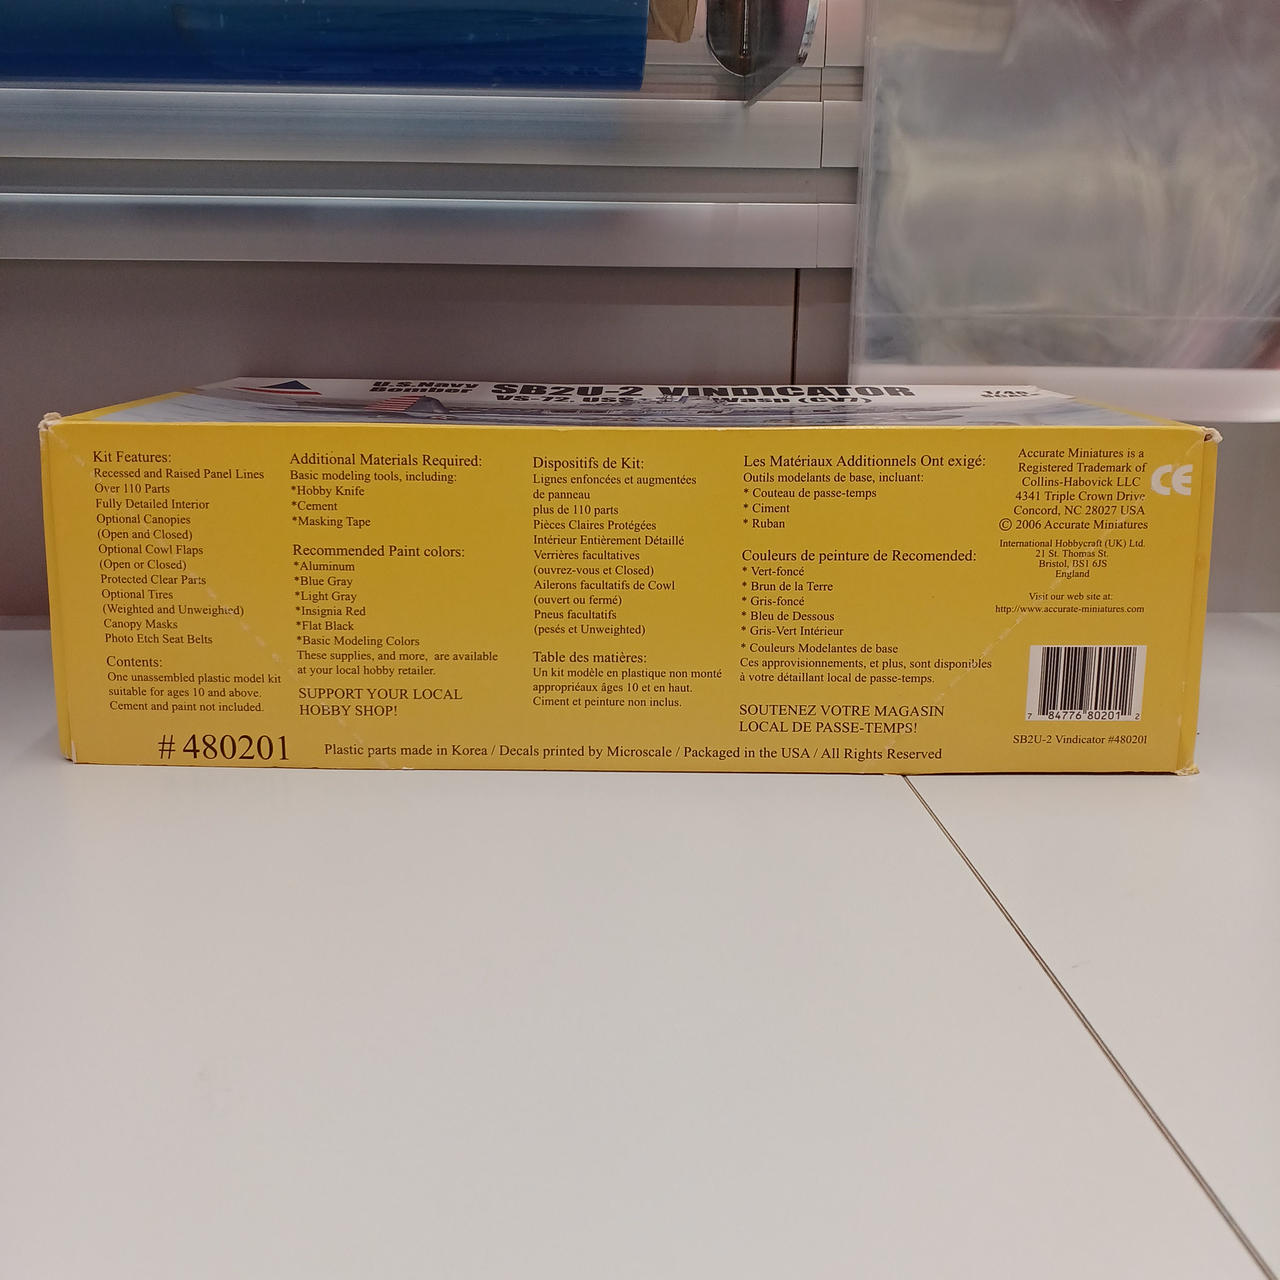 U.S.Navy
Bomber
SB2U-2 VINDICATOR
VS-72, USS Wasp (CV7)
1/48
Scale
Kit Features:
Recessed and Raised Panel Lines
Over 110 Parts
Fully Detailed Interior
Optional Canopies
(Open and Closed)
Optional Cowl Flaps
(Open or Closed)
Protected Clear Parts
Optional Tires
(Weighted and Unweighted)
Canopy Masks
Photo Etch Seat Belts
Contents:
One unassembled plastic model kit
suitable for ages 10 and above.
Cement and paint not included.
# 480201
Additional Materials Required:
Basic modeling tools, including:
*Hobby Knife
*Cement
*Masking Tape
Recommended Paint colors:
*Aluminum
*Blue Gray
*Light Gray
*Insignia Red
*Flat Black
*Basic Modeling Colors
These supplies, and more, are available
at your local hobby retailer.
SUPPORT YOUR LOCAL
HOBBY SHOP!
Dispositifs de Kit:
Lignes enfoncées et augmentées
de panneau
plus de 110 parts
Pièces Claires Protégées
Intérieur Entièrement Détaillé
Verrières facultatives
(ouvrez-vous et Closed)
Ailerons facultatifs de Cowl
(ouvert ou fermé)
Pneus facultatifs
(pesés et Unweighted)
Table des matières:
Un kit modèle en plastique non monté
appropriéaux âges 10 et en haut.
Ciment et peinture non inclus.
Les Matériaux Additionnels Ont exigé:
Outils modelants de base, incluant:
* Couteau de passe-temps
* Ciment
* Ruban
Couleurs de peinture de Recomended:
* Vert-foncé
* Brun de la Terre
* Gris-foncé
* Bleu de Dessous
* Gris-Vert Intérieur
* Couleurs Modelantes de base
Ces approvisionnements, et plus, sont disponibles
à votre détaillant local de passe-temps.
SOUTENEZ VOTRE MAGASIN
LOCAL DE PASSE-TEMPS!
Plastic parts made in Korea / Decals printed by Microscale / Packaged in the USA / All Rights Reserved
Accurate Miniatures is a
Registered Trademark of
Collins-Habovick LLC
4341 Triple Crown Drive
Concord, NC 28027 USA
© 2006 Accurate Miniatures
CE
International Hobbycraft (UK) Ltd.
21 St. Thomas St.
Bristol, BS1 6JS
England
Visit our web site at:
http://www.accurate-miniatures.com
7 84776 80201 2
SB2U-2 Vindicator #480201